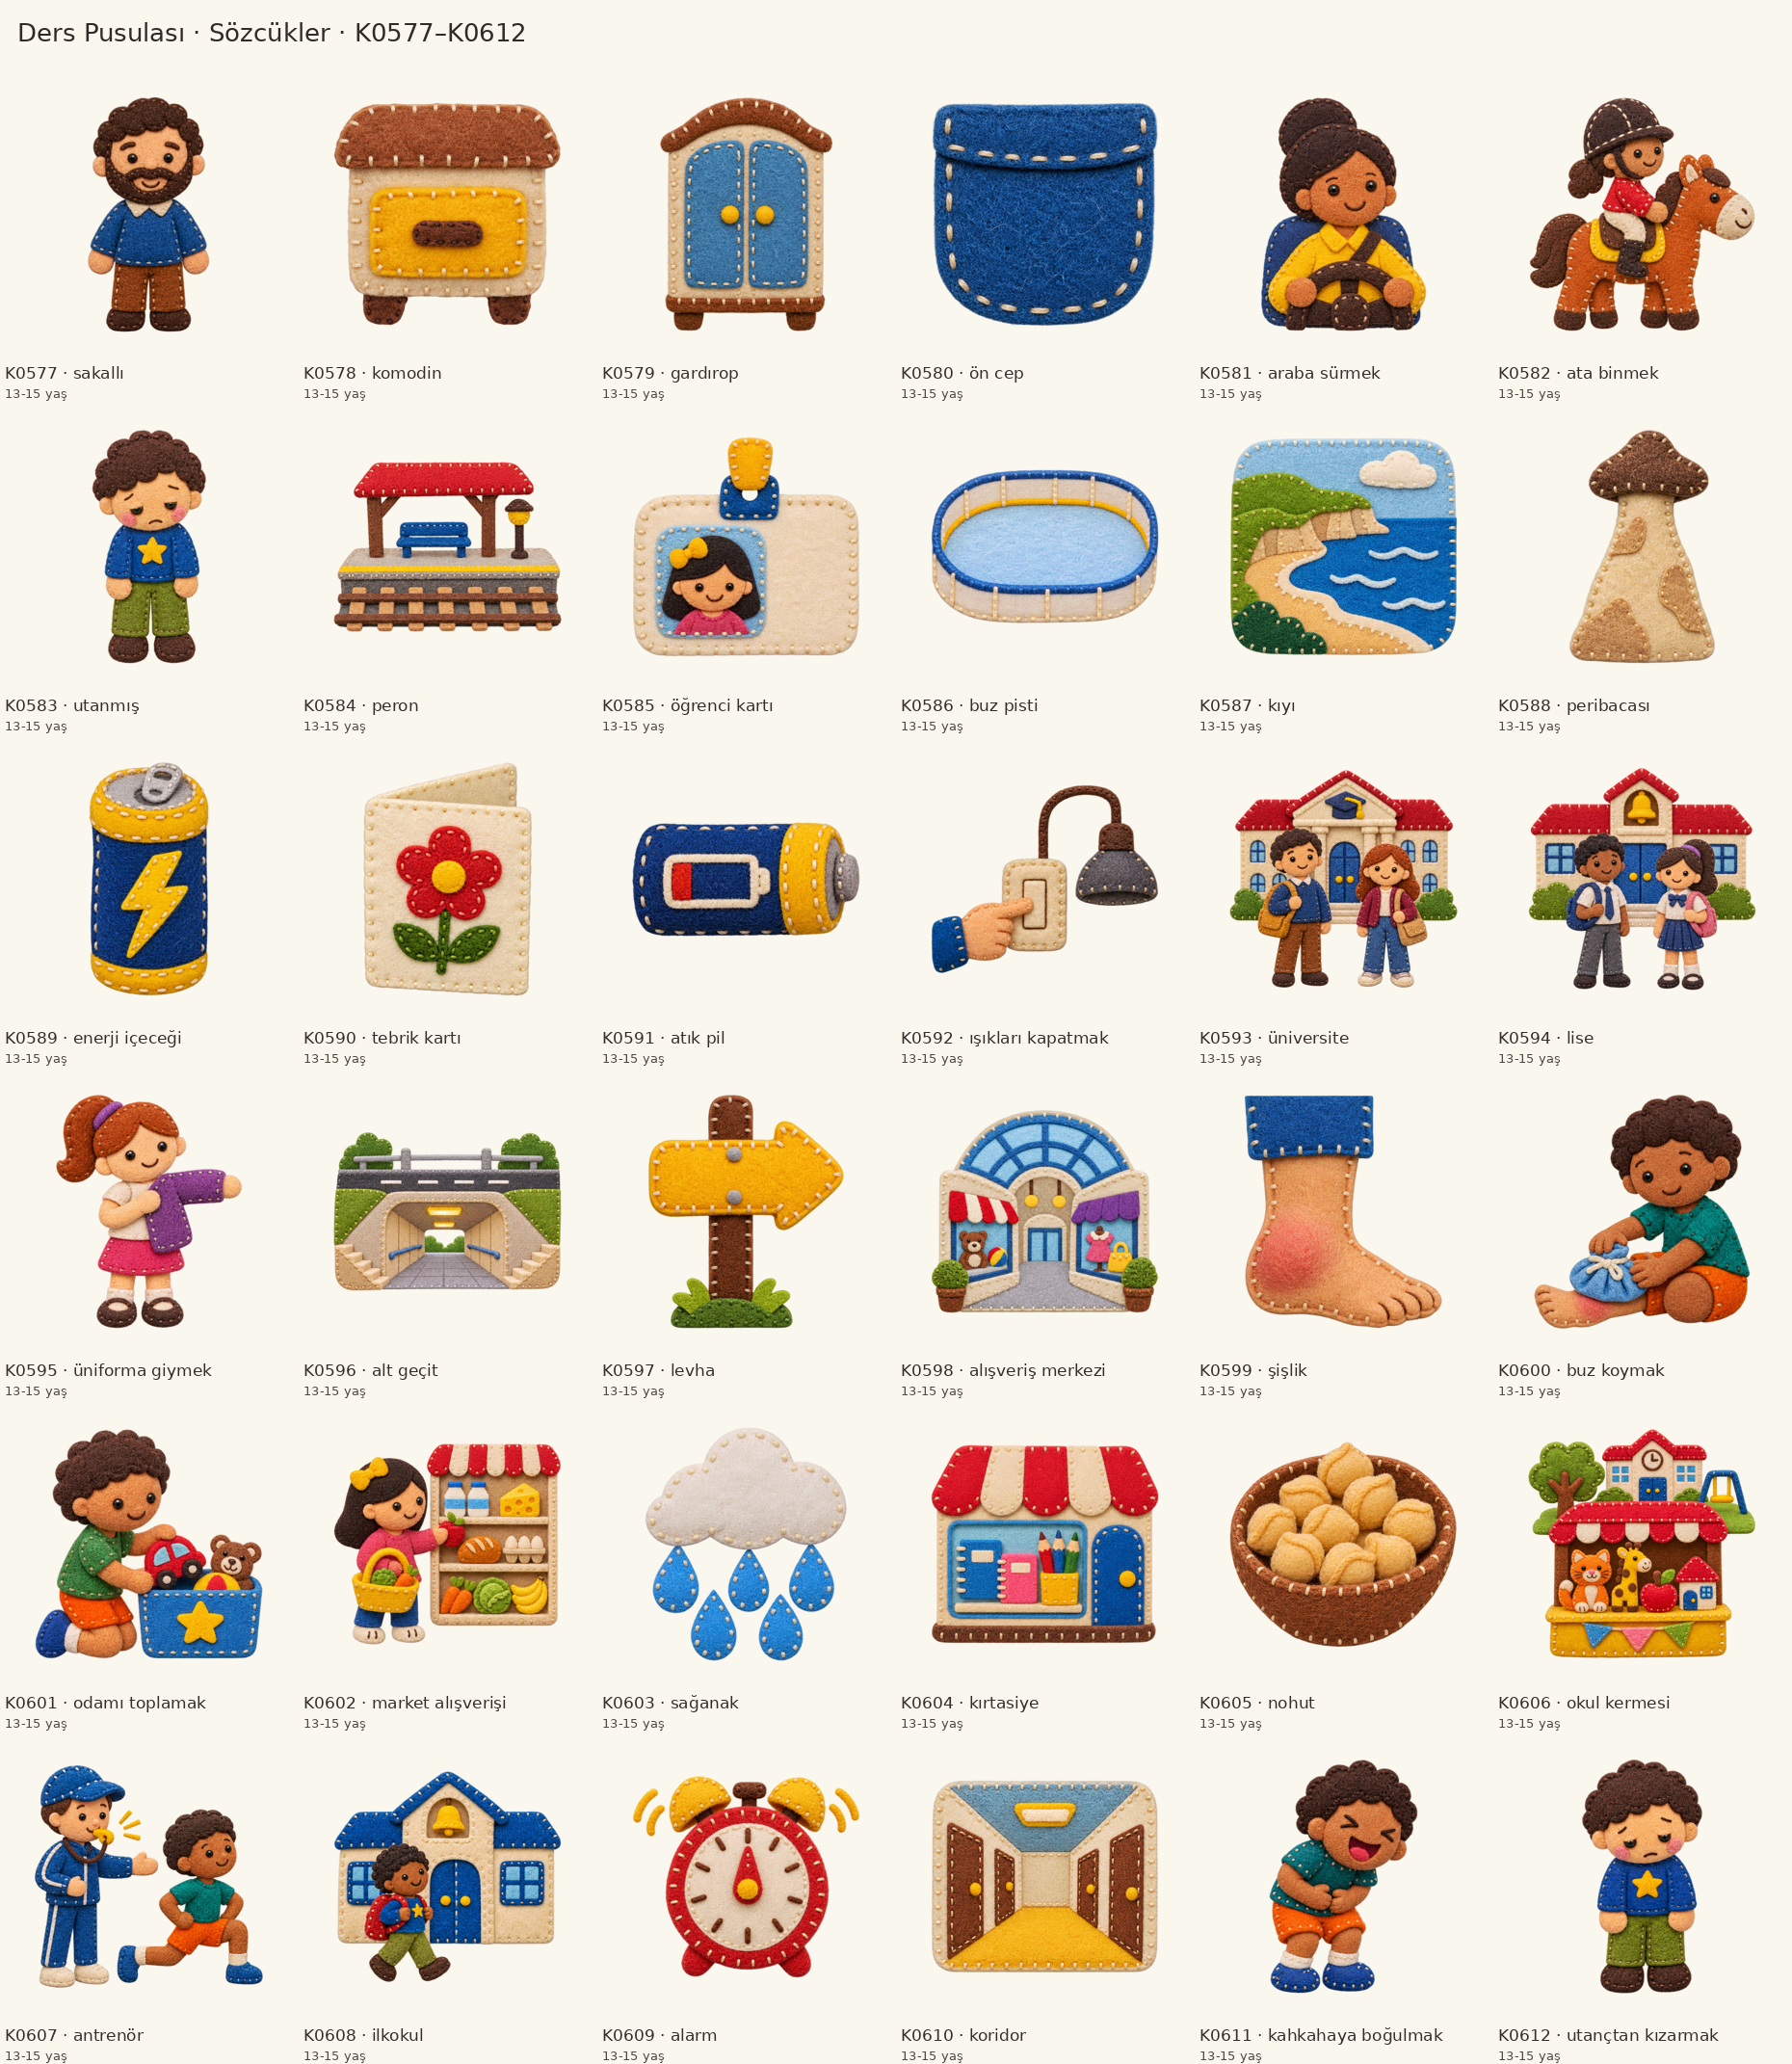 Ders Pusulası · Sözcükler · K0577–K0612
K0577 · sakallı
13-15 yaş
K0578 · komodin
13-15 yaş
K0579 · gardırop
13-15 yaş
K0580 · ön cep
13-15 yaş
K0581 · araba sürmek
13-15 yaş
K0582 · ata binmek
13-15 yaş
K0583 · utanmış
13-15 yaş
K0584 · peron
13-15 yaş
K0585 · öğrenci kartı
13-15 yaş
K0586 · buz pisti
13-15 yaş
K0587 · kıyı
13-15 yaş
K0588 · peribacası
13-15 yaş
K0589 · enerji içeceği
13-15 yaş
K0590 · tebrik kartı
13-15 yaş
K0591 · atık pil
13-15 yaş
K0592 · ışıkları kapatmak
13-15 yaş
K0593 · üniversite
13-15 yaş
K0594 · lise
13-15 yaş
K0595 · üniforma giymek
13-15 yaş
K0596 · alt geçit
13-15 yaş
K0597 · levha
13-15 yaş
K0598 · alışveriş merkezi
13-15 yaş
K0599 · şişlik
13-15 yaş
K0600 · buz koymak
13-15 yaş
K0601 · odamı toplamak
13-15 yaş
K0602 · market alışverişi
13-15 yaş
K0603 · sağanak
13-15 yaş
K0604 · kırtasiye
13-15 yaş
K0605 · nohut
13-15 yaş
K0606 · okul kermesi
13-15 yaş
K0607 · antrenör
13-15 yaş
K0608 · ilkokul
13-15 yaş
K0609 · alarm
13-15 yaş
K0610 · koridor
13-15 yaş
K0611 · kahkahaya boğulmak
13-15 yaş
K0612 · utançtan kızarmak
13-15 yaş